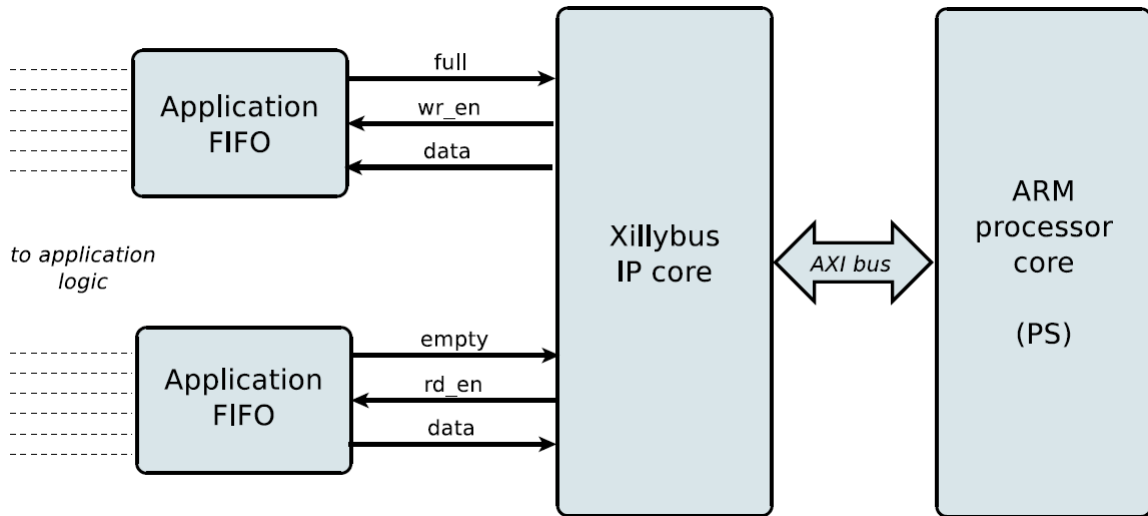 Application
FIFO
full
wr_en
data
to application
logic
Application
FIFO
empty
rd_en
data
Xillybus
IP core
AXI bus
ARM
processor
core
(PS)